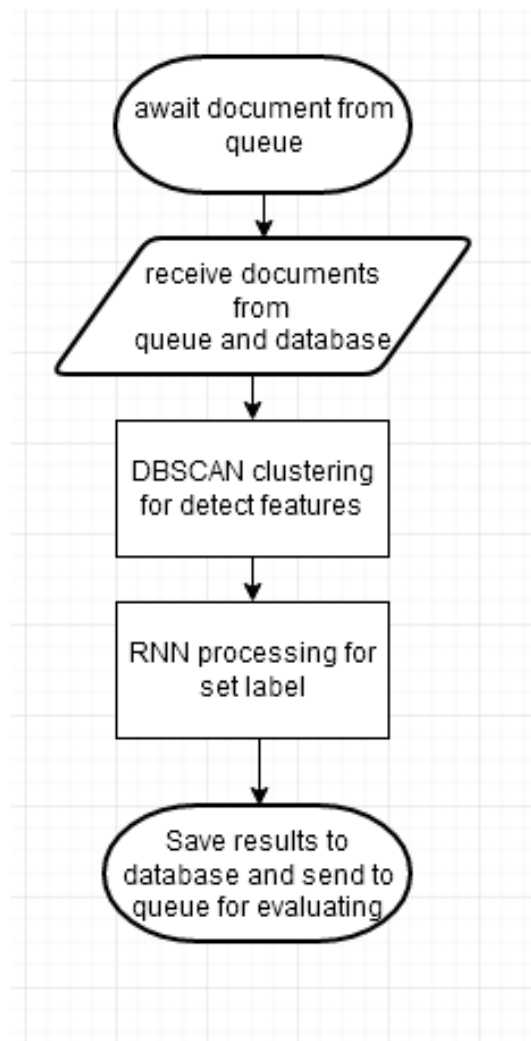 await document from
queue
receive documents
from
queue and database
DBSCAN clustering
for detect features
RNN processing for
set label
Save results to
database and send to
queue for evaluating